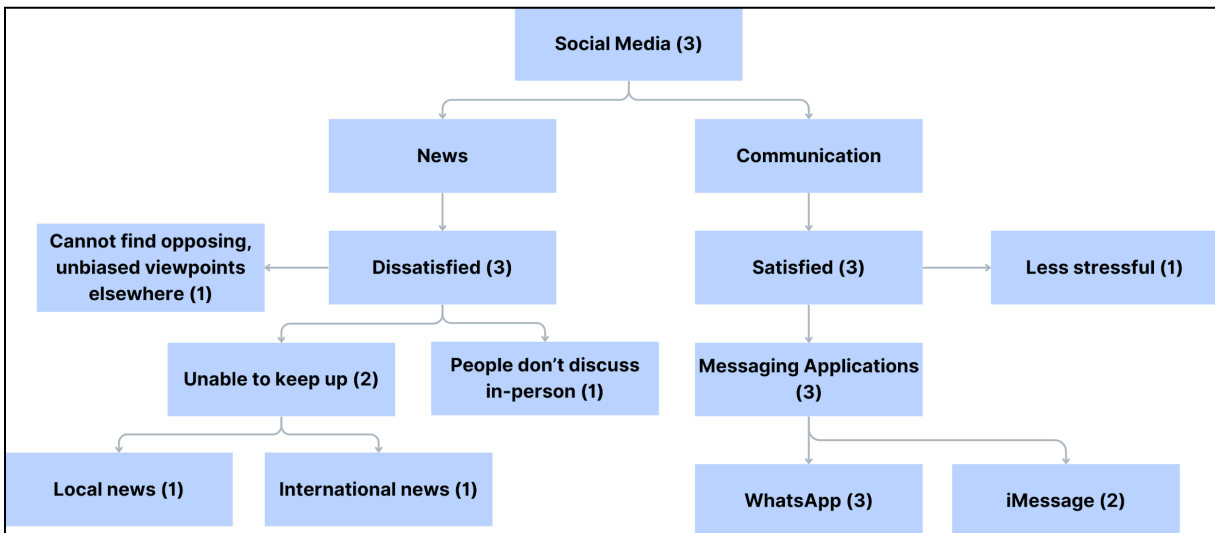 Social Media (3)
News
Communication
Cannot find opposing,
unbiased viewpoints
elsewhere (1)
Dissatisfied (3)
Satisfied (3)
Less stressful (1)
Unable to keep up (2)
People don’t discuss
in-person (1)
Messaging Applications
(3)
Local news (1)
International news (1)
WhatsApp (3)
iMessage (2)